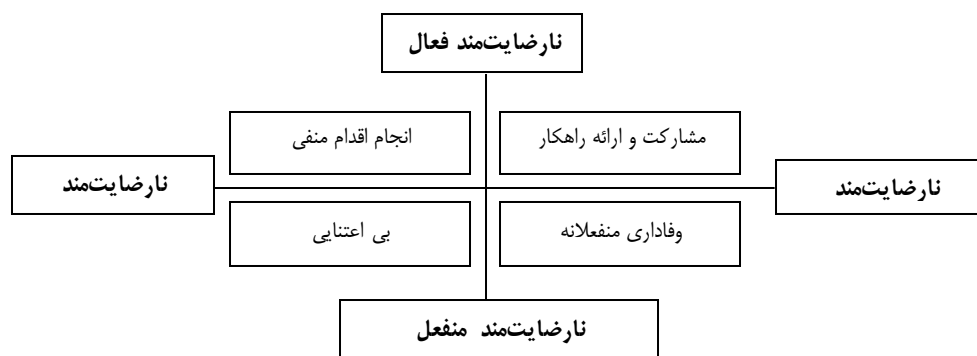 نارضایت‌مند فعال
مشارکت و ارائه راهکار
انجام اقدام منفی
نارضایت‌مند
نارضایت‌مند
وفاداری منفعلانه
بی اعتنایی
نارضایت‌مند منفعل